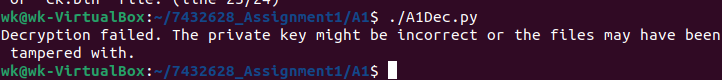 wk@wk-VirtualBox:~/7432628_Assignment1/A1$ ./A1Dec.py
Decryption failed. The private key might be incorrect or the files may have been
 tampered with.
wk@wk-VirtualBox:~/7432628_Assignment1/A1$